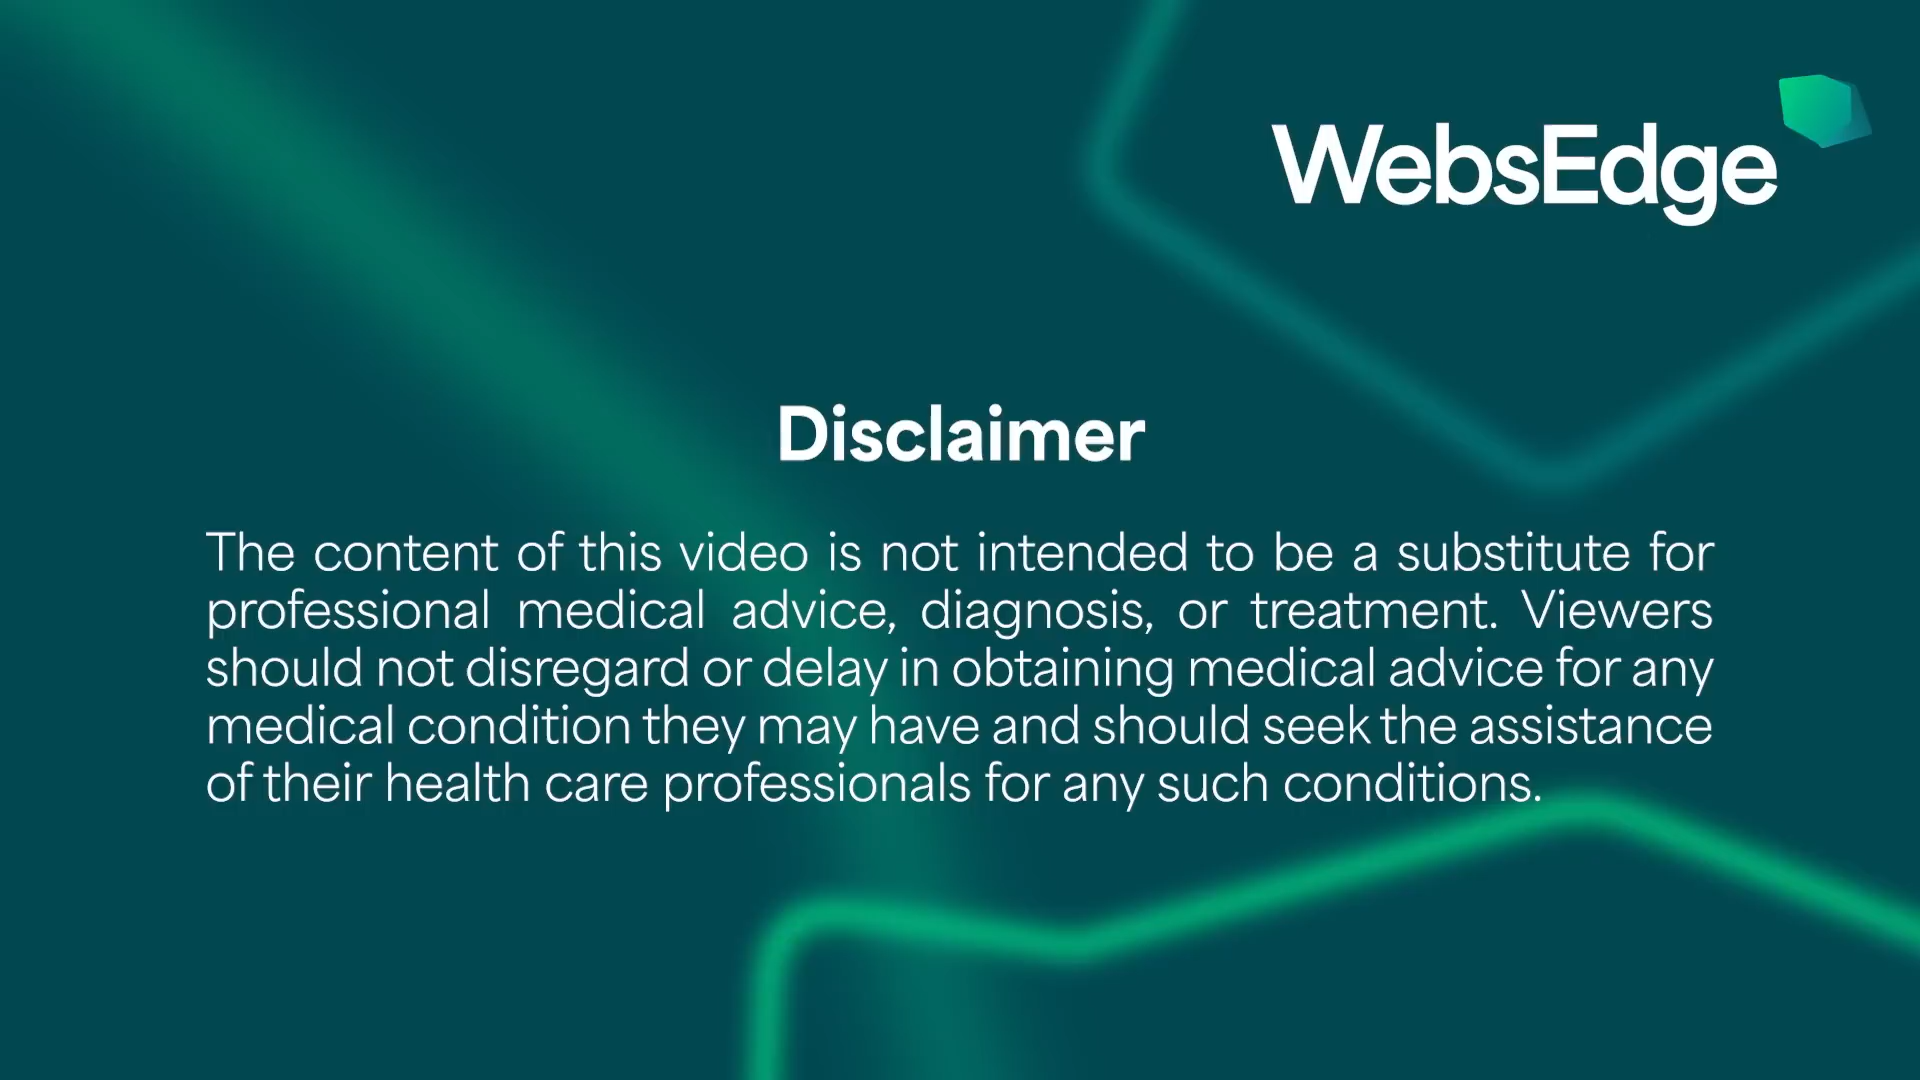 WebsEdge
Disclaimer
The content of this video is not intended to be a substitute for
professional medical advice, diagnosis, or treatment. Viewers
should not disregard or delay in obtaining medical advice for any
medical condition they may have and should seek the assistance
of their health care professionals for any such conditions.